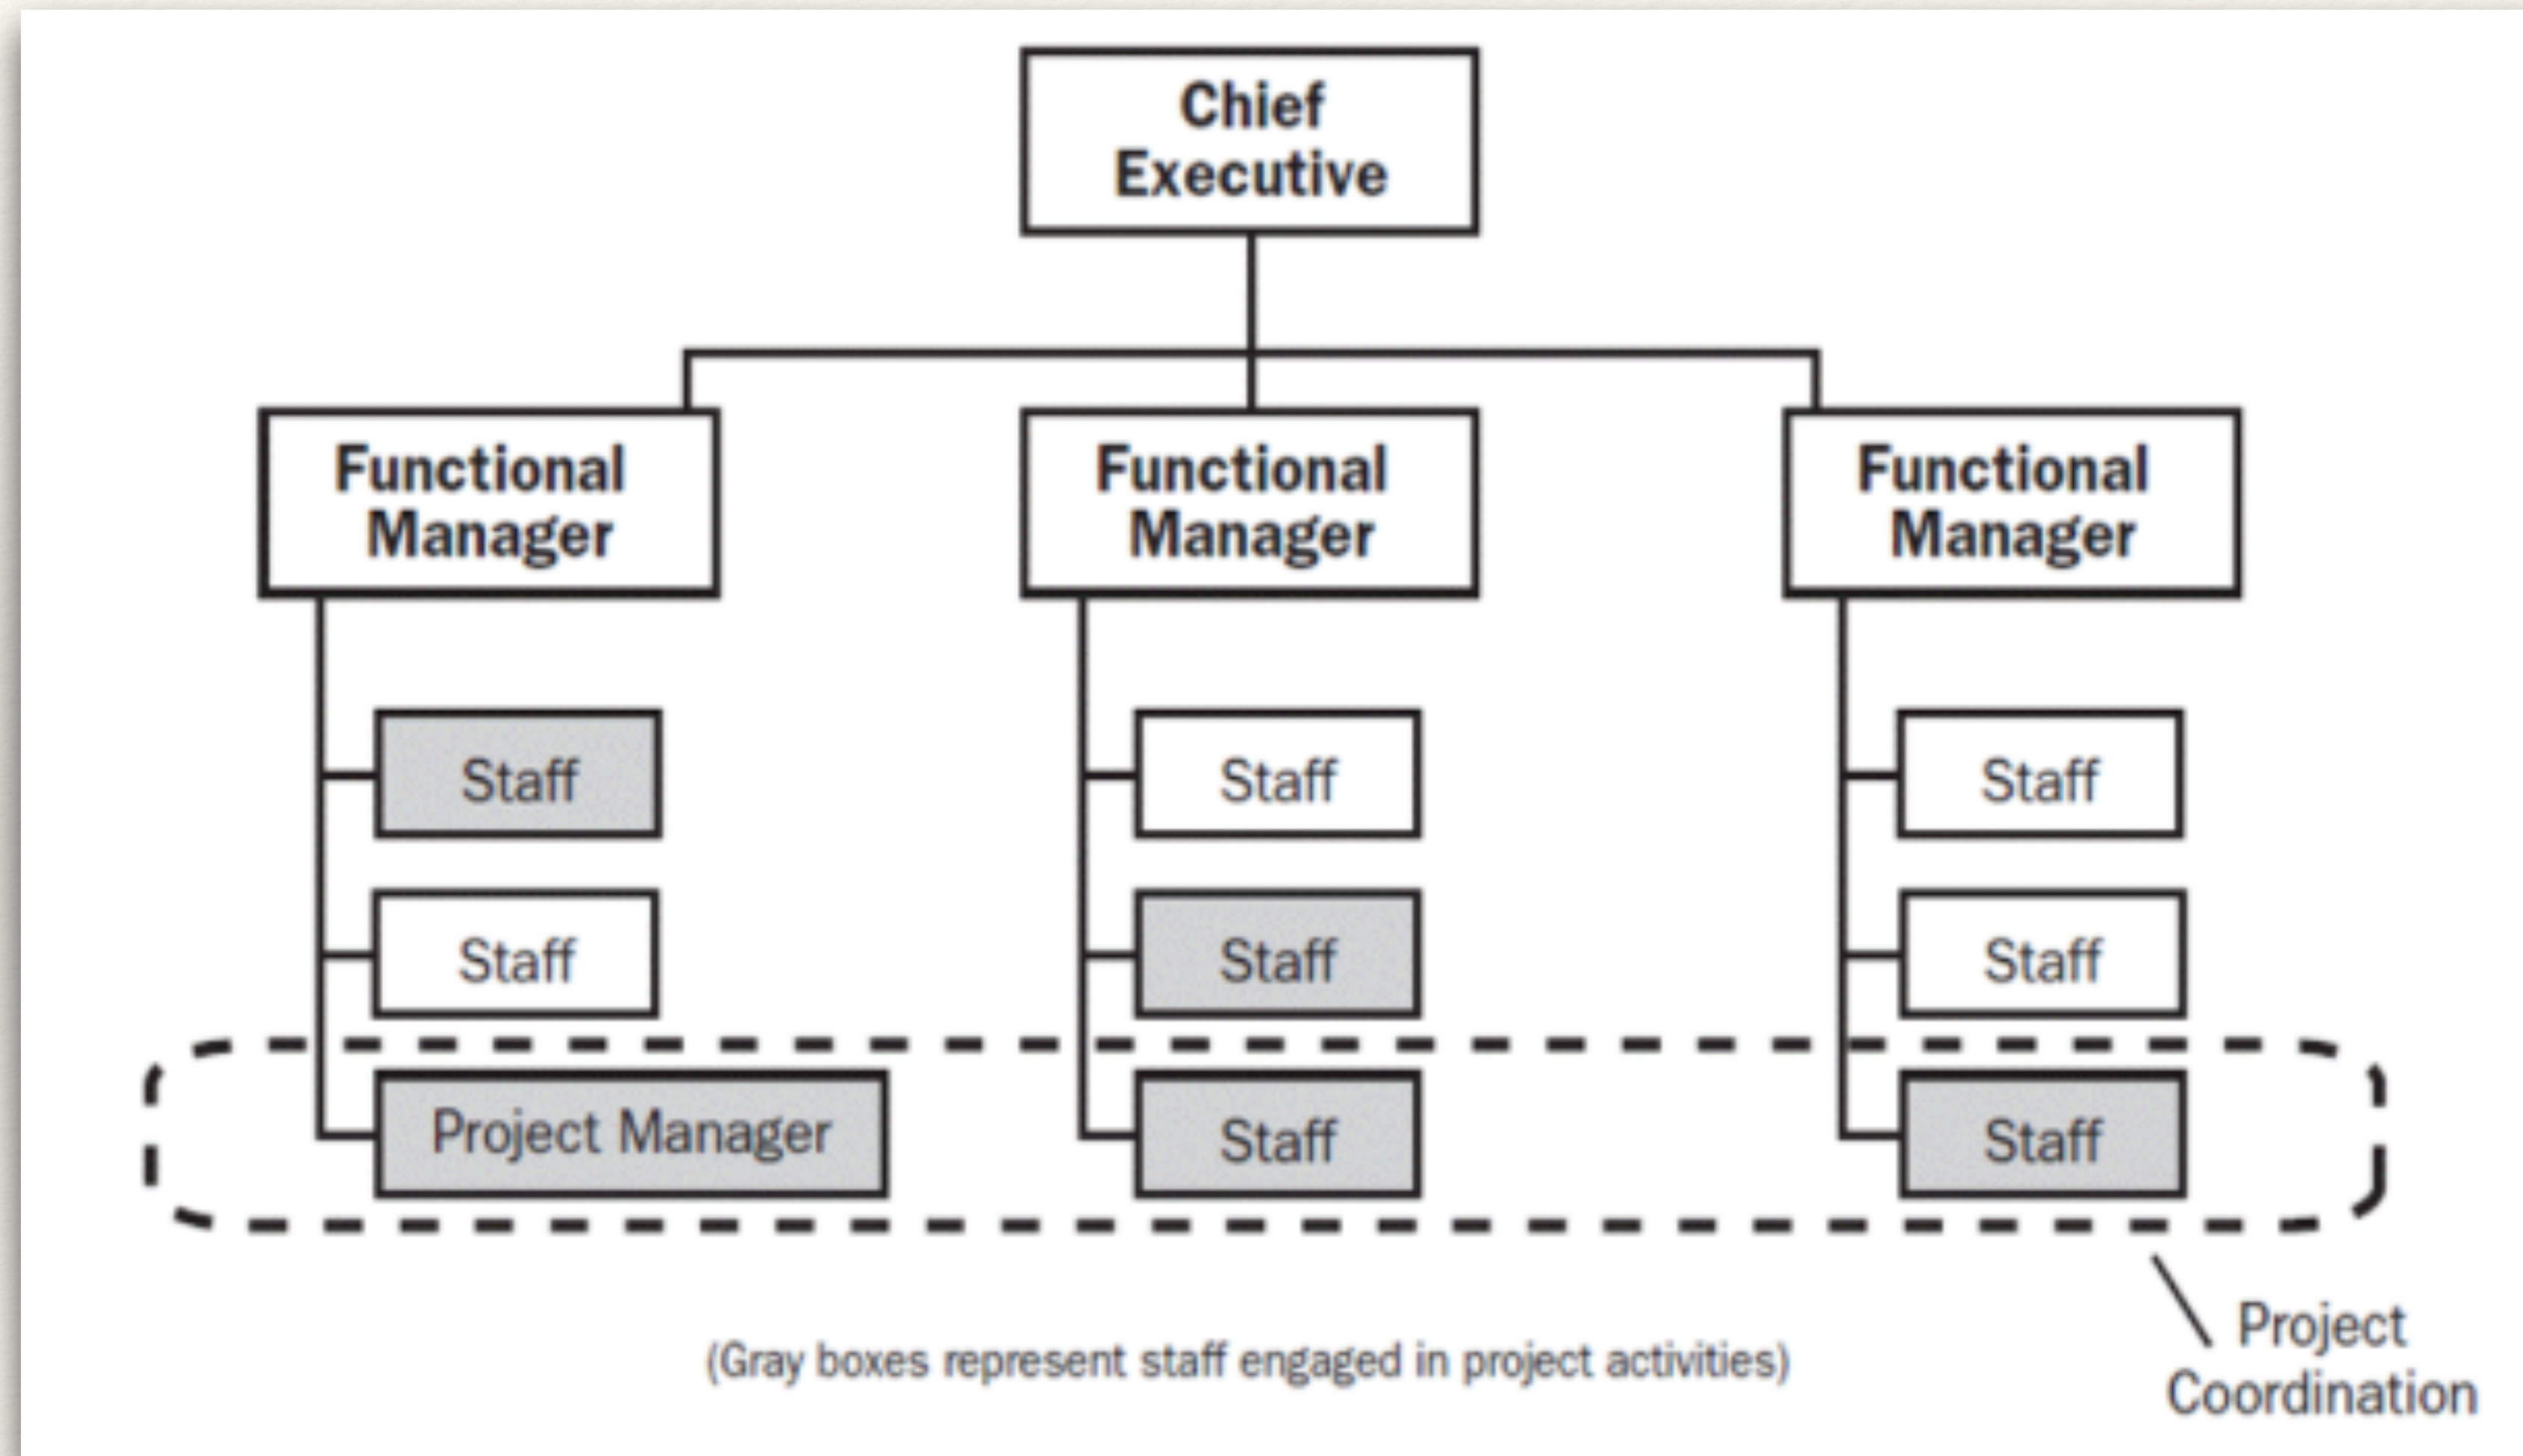 Chief
Executive
Functional
Manager
Functional
Manager
Functional
Manager
Staff
Staff
Staff
Staff
Staff
Staff
Project Manager
Staff
Staff
Project
Coordination
(Gray boxes represent staff engaged in project activities)